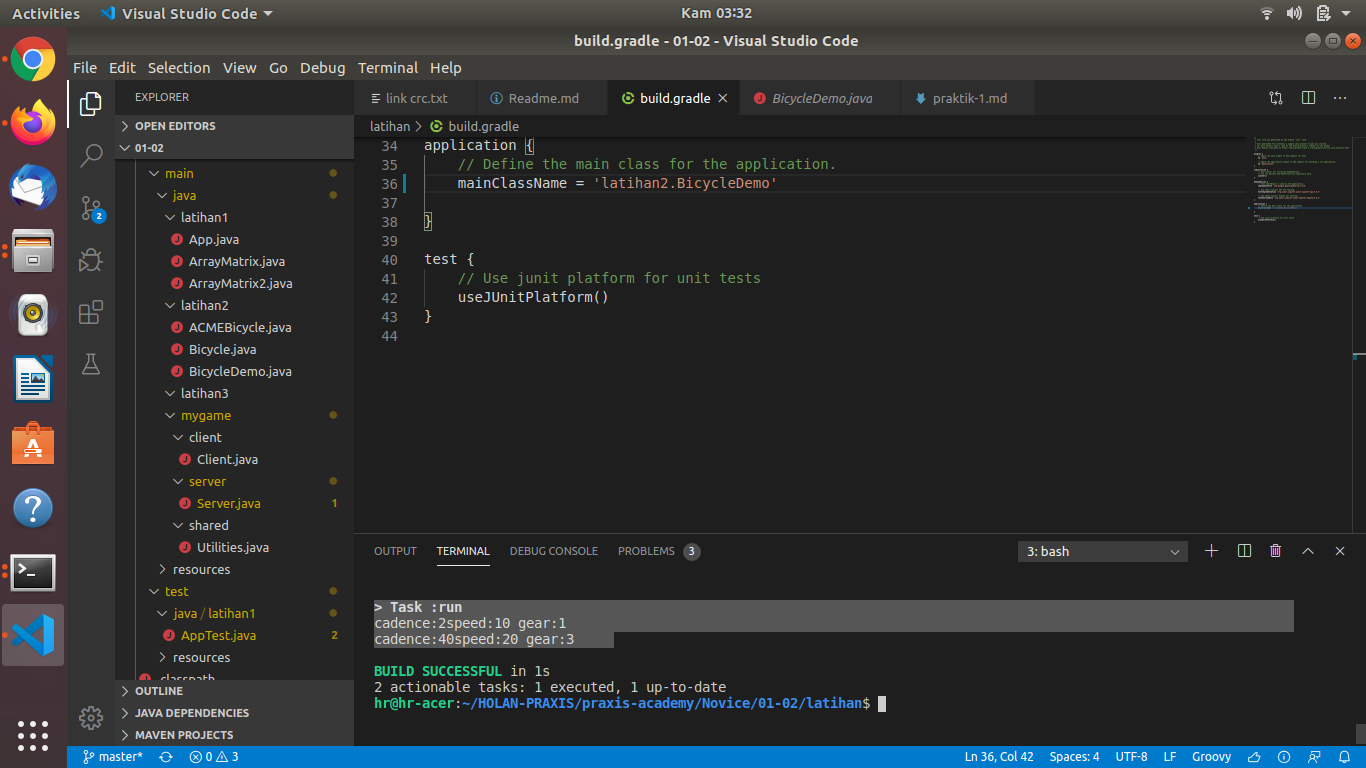 Activities
Visual Studio Code
Kam 03:32
build.gradle - 01-02 - Visual Studio Code
File Edit Selection View Go Debug Terminal Help
EXPLORER
OPEN EDITORS
01-02
main
java
latihan1
App.java
ArrayMatrix.java
ArrayMatrix2.java
latihan2
ACMEBicycle.java
Bicycle.java
BicycleDemo.java
latihan3
mygame
client
Client.java
server
Server.java 1
shared
Utilities.java
resources
test
java / latihan1
AppTest.java 2
resources
.classpath
OUTLINE
JAVA DEPENDENCIES
MAVEN PROJECTS
2
link crc.txt
Readme.md
build.gradle
BicycleDemo.java
praktik-1.md
latihan > build.gradle
34 application {
35 // Define the main class for the application.
36 mainClassName = 'latihan2.BicycleDemo'
37
38 }
39
40 test {
41 // Use junit platform for unit tests
42 useJUnitPlatform()
43 }
44
OUTPUT TERMINAL DEBUG CONSOLE PROBLEMS 3
3: bash
> Task :run
cadence:2speed:10 gear:1
cadence:40speed:20 gear:3
BUILD SUCCESSFUL in 1s
2 actionable tasks: 1 executed, 1 up-to-date
hr@hr-acer:~/HOLAN-PRAXIS/praxis-academy/Novice/01-02/latihan$
master* 0 3
Ln 36, Col 42 Spaces: 4 UTF-8 LF Groovy